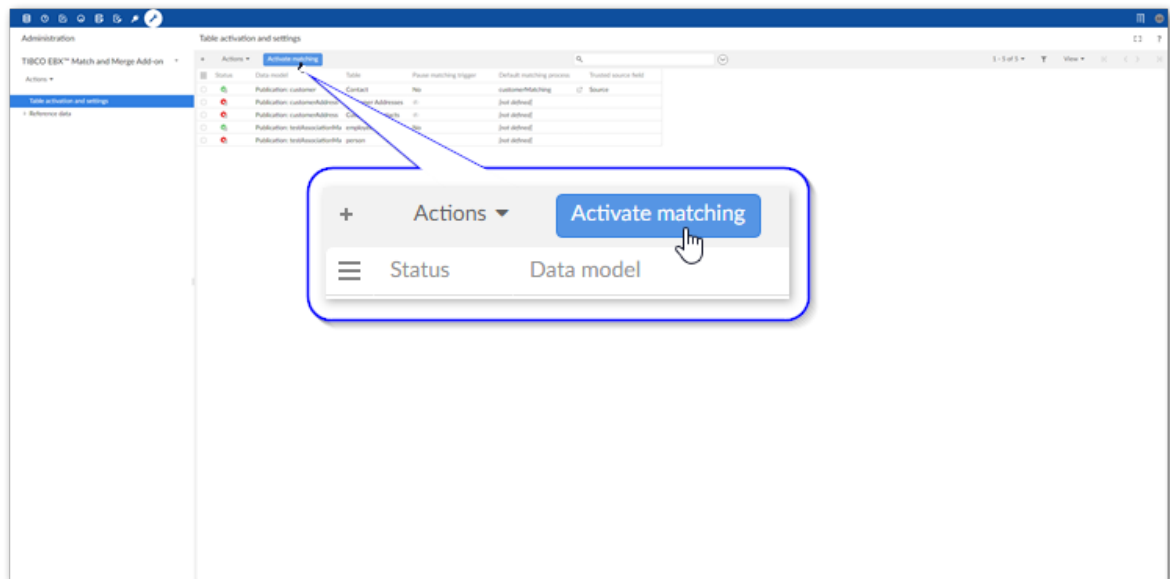 Administration
Table activation and settings
?
TIBCO EBX™ Match and Merge Add-on
+ Actions Activate matching
1 - 5 of 5 View
Actions
Status Data model Table Pause matching trigger Default matching process Trusted source field
Table activation and settings
Publication: customer Contact No customerMatching Source
Reference data
Publication: customerAddress Addresses [not defined]
Publication: customerAddress [not defined]
Publication: testAssociationMa No [not defined]
Publication: testAssociationMa person [not defined]
+ Actions Activate matching
Status Data model